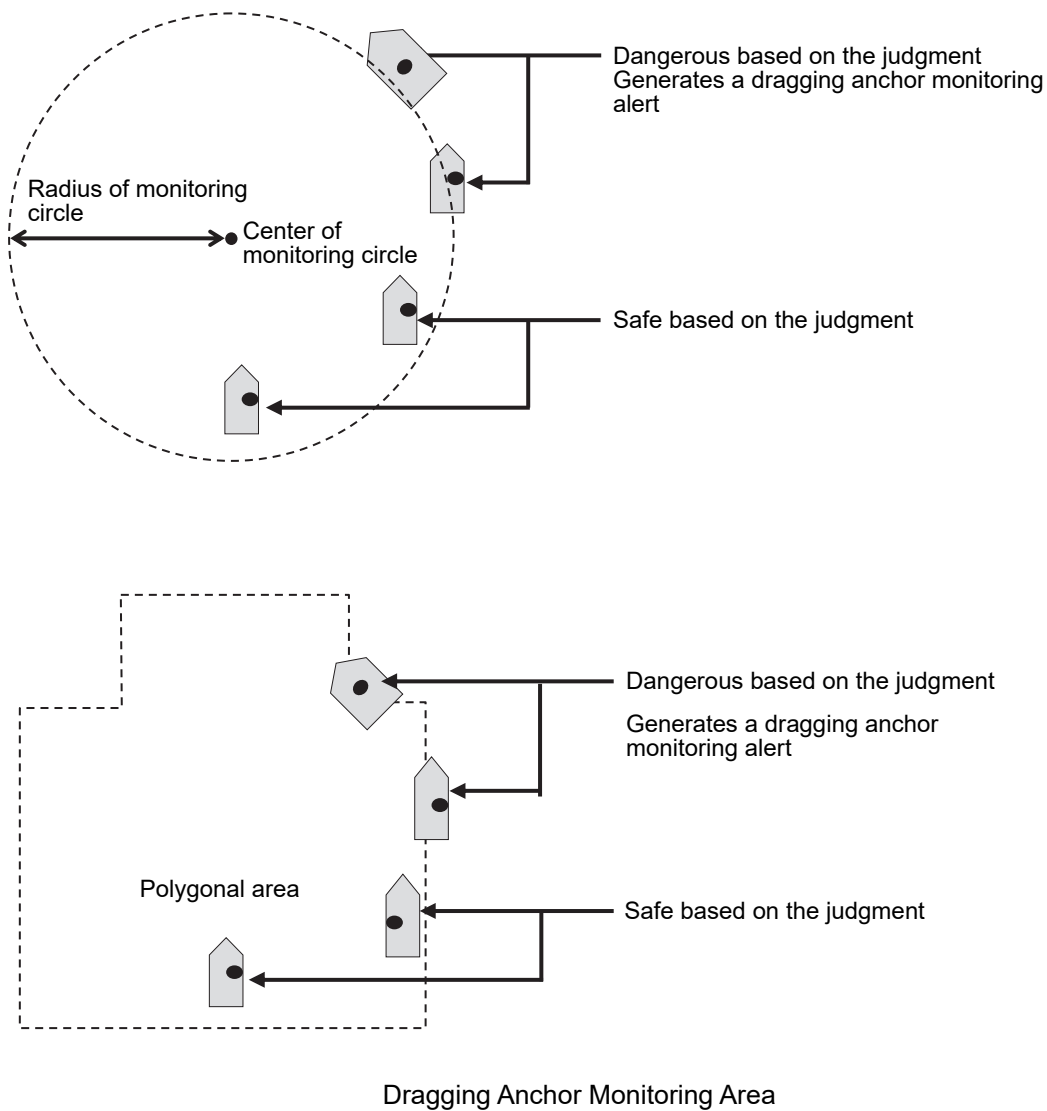 Dangerous based on the judgment
Generates a dragging anchor monitoring
alert
Radius of monitoring
circle
Center of
monitoring circle
Safe based on the judgment
Dangerous based on the judgment
Generates a dragging anchor
monitoring alert
Polygonal area
Safe based on the judgment
Dragging Anchor Monitoring Area